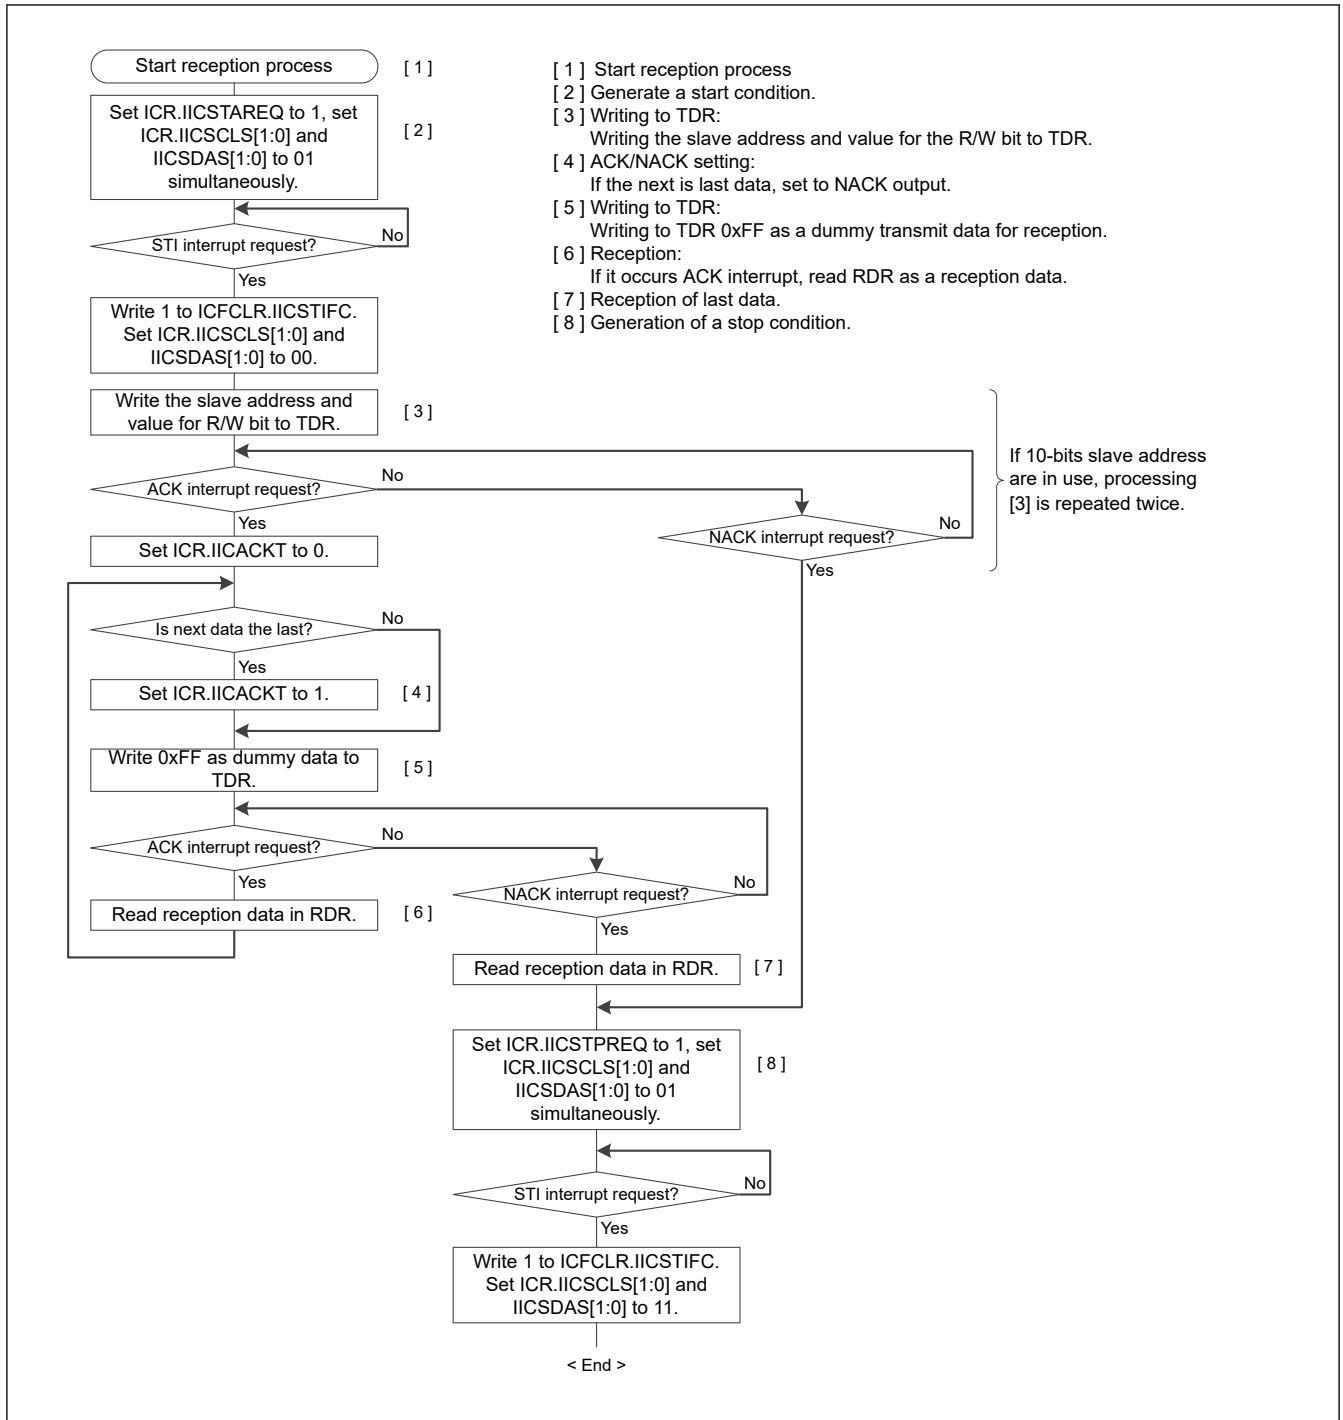 Start reception process
[ 1 ]
Set ICR.IICSTAREQ to 1, set
ICR.IICSCLS[1:0] and
IICSDAS[1:0] to 01
simultaneously.
[ 2 ]
STI interrupt request?
No
Yes
Write 1 to ICFCLR.IICSTIFC.
Set ICR.IICSCLS[1:0] and
IICSDAS[1:0] to 00.
[ 1 ] Start reception process
[ 2 ] Generate a start condition.
[ 3 ] Writing to TDR:
Writing the slave address and value for the R/W bit to TDR.
[ 4 ] ACK/NACK setting:
If the next is last data, set to NACK output.
[ 5 ] Writing to TDR:
Writing to TDR 0xFF as a dummy transmit data for reception.
[ 6 ] Reception:
If it occurs ACK interrupt, read RDR as a reception data.
[ 7 ] Reception of last data.
[ 8 ] Generation of a stop condition.
Write the slave address and
value for R/W bit to TDR.
[ 3 ]
ACK interrupt request?
No
Yes
NACK interrupt request?
No
Yes
If 10-bits slave address
are in use, processing
[3] is repeated twice.
Set ICR.IICACKT to 0.
Is next data the last?
No
Yes
Set ICR.IICACKT to 1.
[ 4 ]
Write 0xFF as dummy data to
TDR.
[ 5 ]
ACK interrupt request?
No
Yes
NACK interrupt request?
No
Yes
Read reception data in RDR.
[ 6 ]
Read reception data in RDR.
[ 7 ]
Set ICR.IICSTPREQ to 1, set
ICR.IICSCLS[1:0] and
IICSDAS[1:0] to 01
simultaneously.
[ 8 ]
STI interrupt request?
No
Yes
Write 1 to ICFCLR.IICSTIFC.
Set ICR.IICSCLS[1:0] and
IICSDAS[1:0] to 11.
< End >